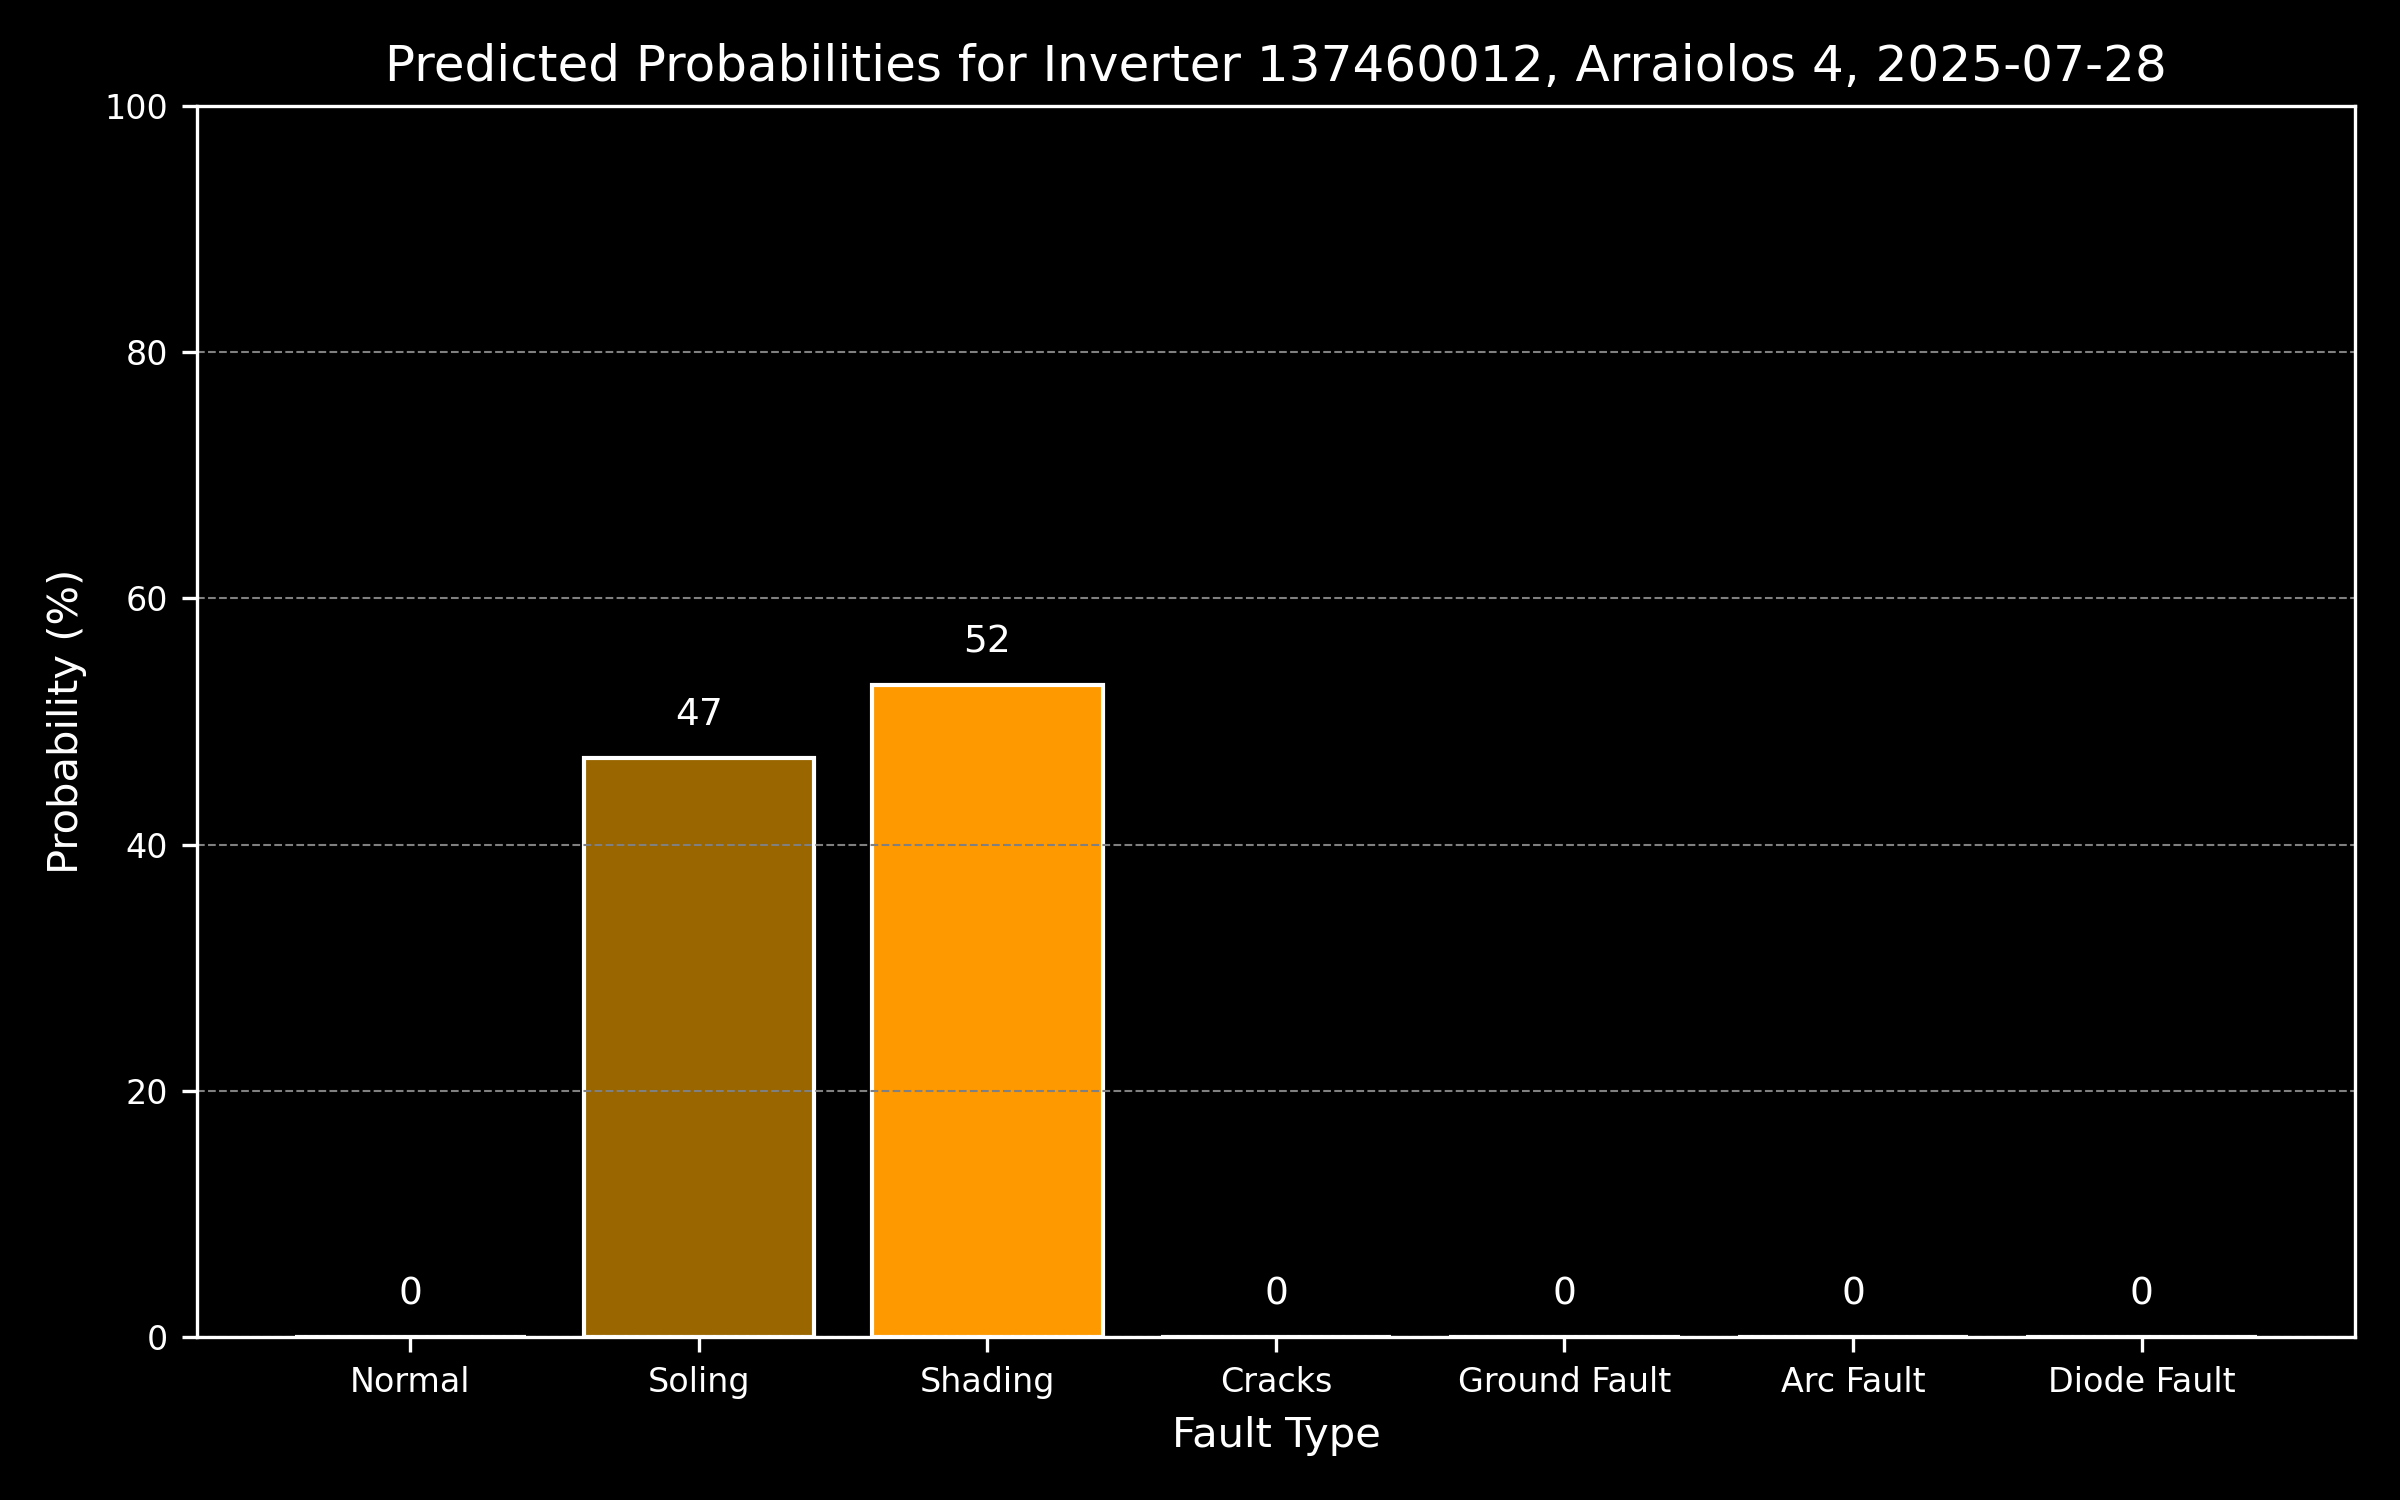 Predicted Probabilities for Inverter 137460012, Arraiolos 4, 2025-07-28
100
80
60
40
20
0
Probability (%)
0
47
52
0
0
0
0
Normal
Soling
Shading
Cracks
Ground Fault
Arc Fault
Diode Fault
Fault Type